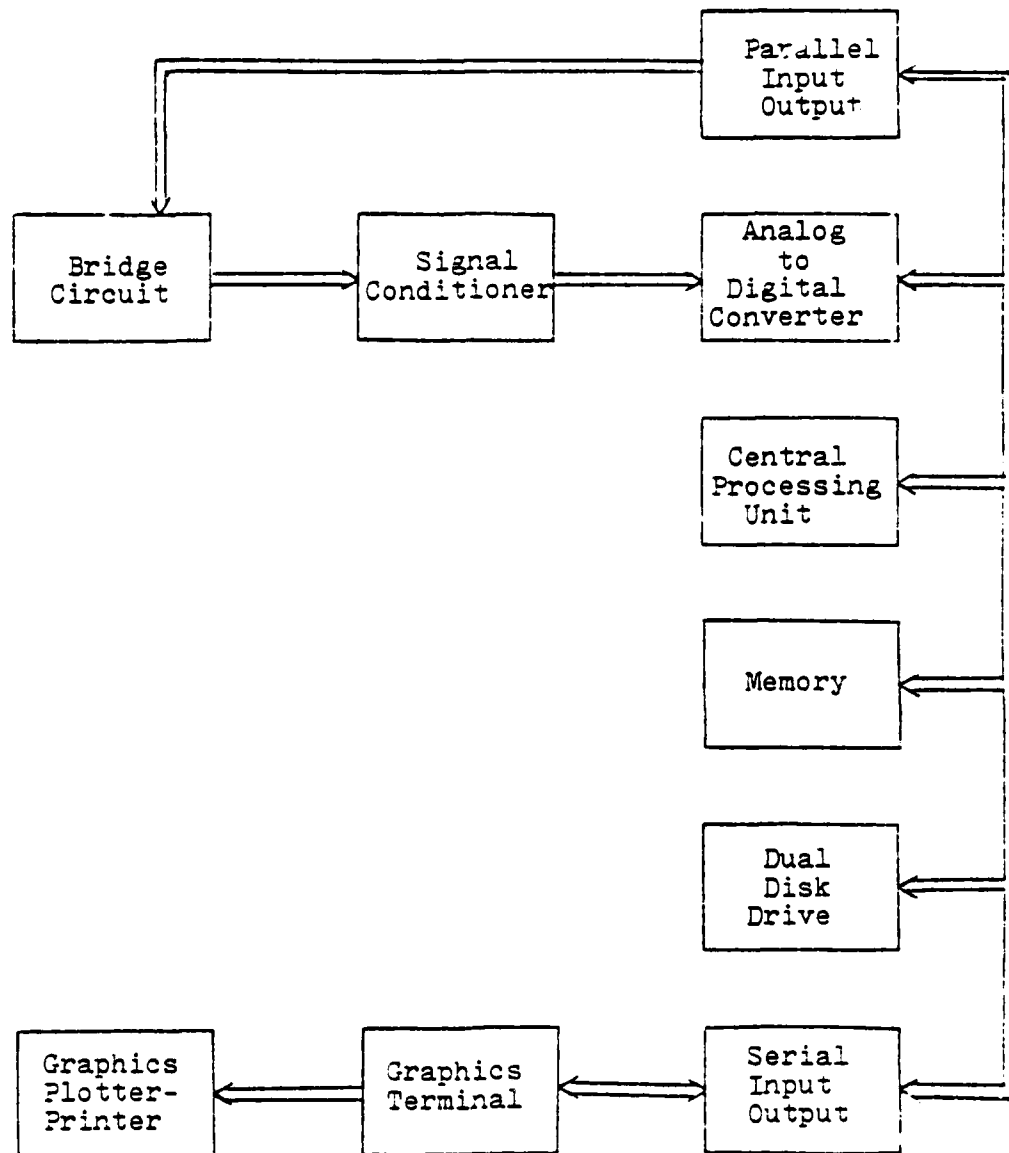 Parallel
Input
Output
Bridge
Circuit
Signal
Conditioner
Analog
to
Digital
Converter
Central
Processing
Unit
Memory
Dual
Disk
Drive
Graphics
Plotter-
Printer
Graphics
Terminal
Serial
Input
Output